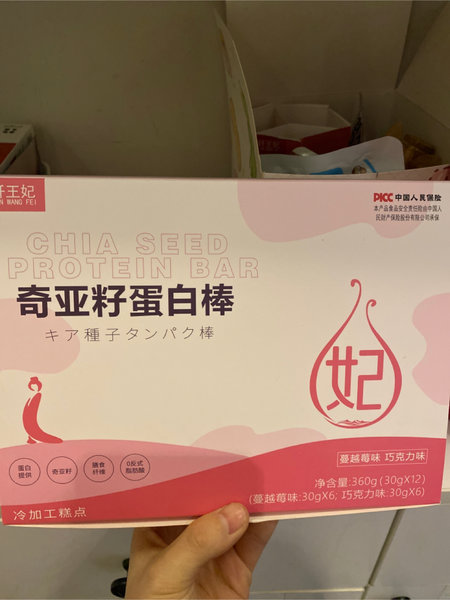 王妃
WANG FEI
PICC 中国人民保险
本产品食品安全责任险由中国人
民财产保险股份有限公司承保
CHIA SEED
PROTEIN BAR
奇亚籽蛋白棒
キア種子タンパク棒
妃
蔓越莓味 巧克力味
蛋白
提供
奇亚籽
膳食
纤维
0反式
脂肪酸
净含量:360g(30gX12)
(蔓越莓味:30gX6; 巧克力味:30gX6)
冷加工糕点